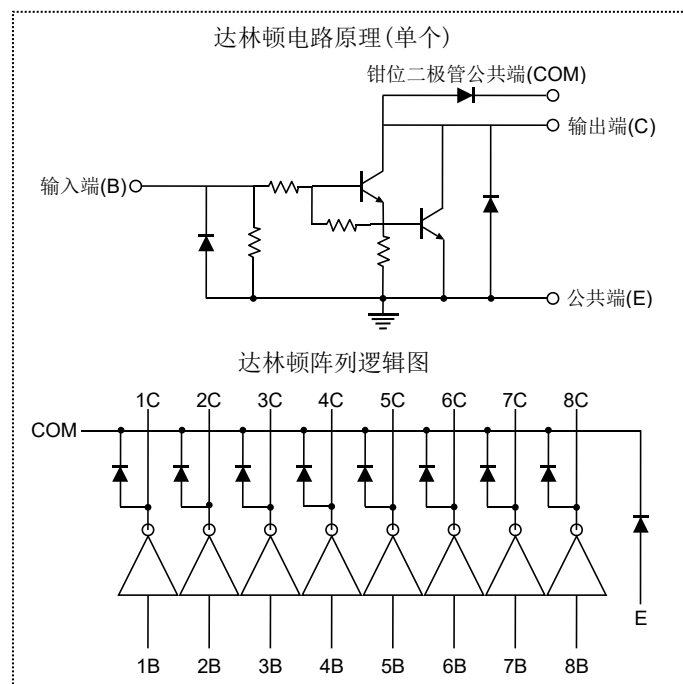 达林顿电路原理(单个)
钳位二极管公共端(COM)
输出端(C)
输入端(B)
公共端(E)
达林顿阵列逻辑图
1C 2C 3C 4C 5C 6C 7C 8C
COM
E
1B 2B 3B 4B 5B 6B 7B 8B